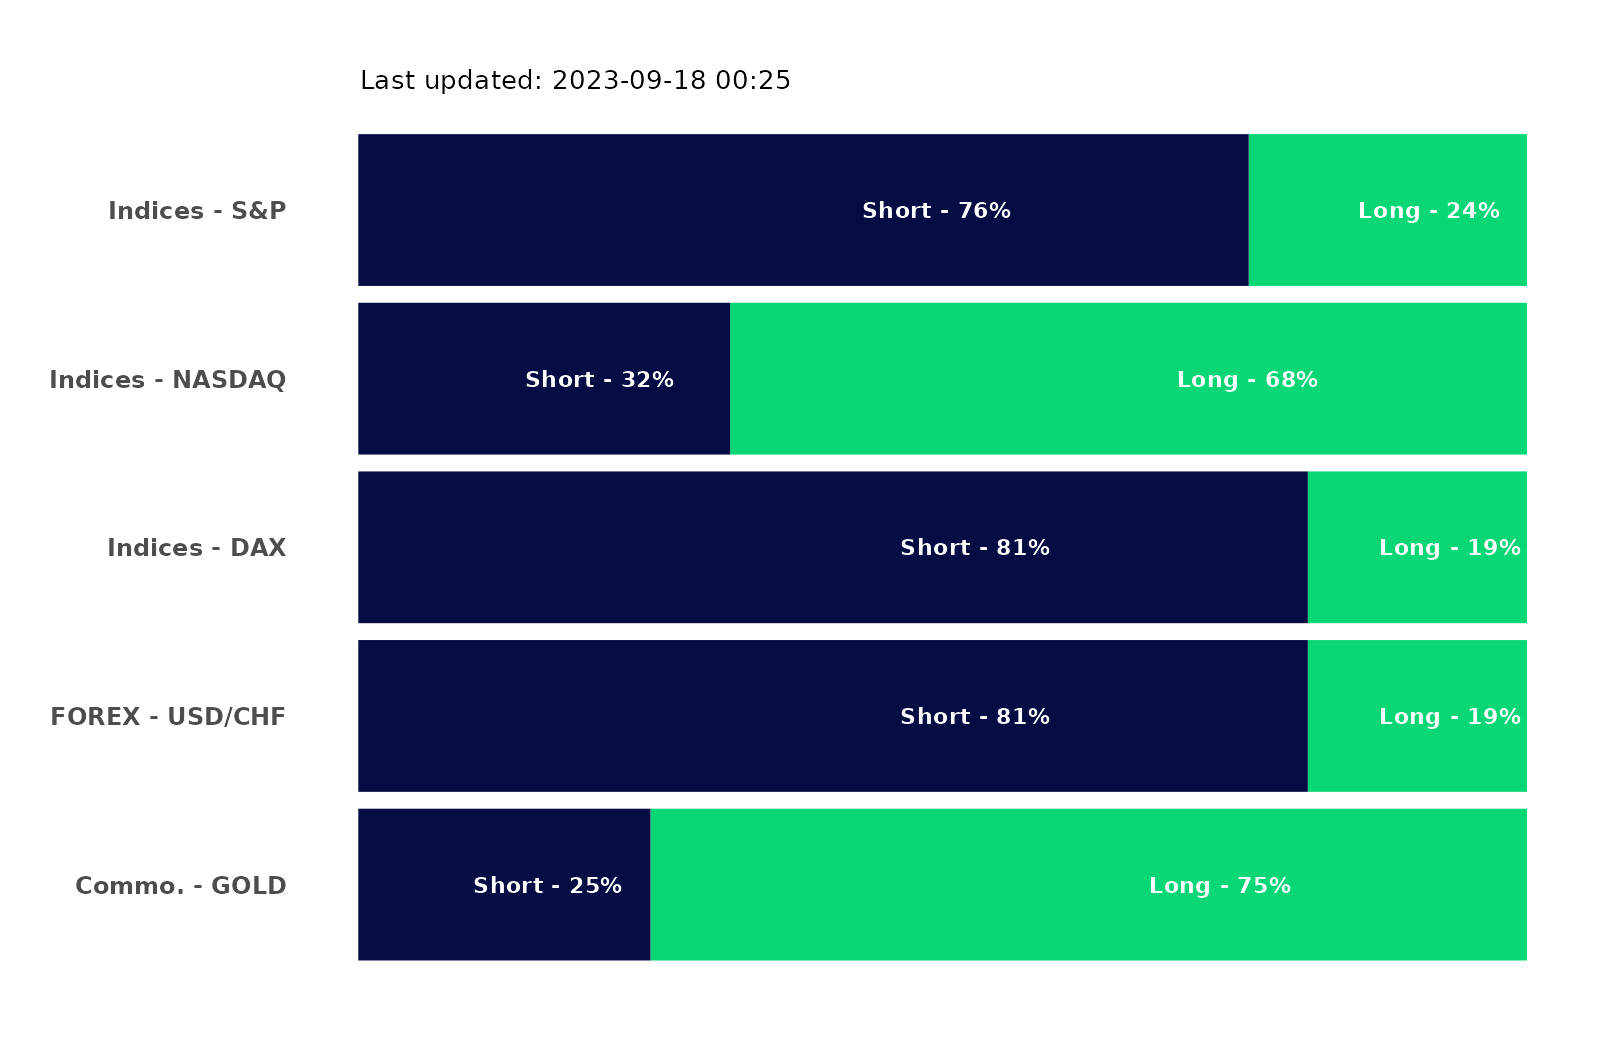 Last updated: 2023-09-18 00:25
Indices - S&P Short - 76% Long - 24%
Indices - NASDAQ Short - 32% Long - 68%
Indices - DAX Short - 81% Long - 19%
FOREX - USD/CHF Short - 81% Long - 19%
Commo. - GOLD Short - 25% Long - 75%